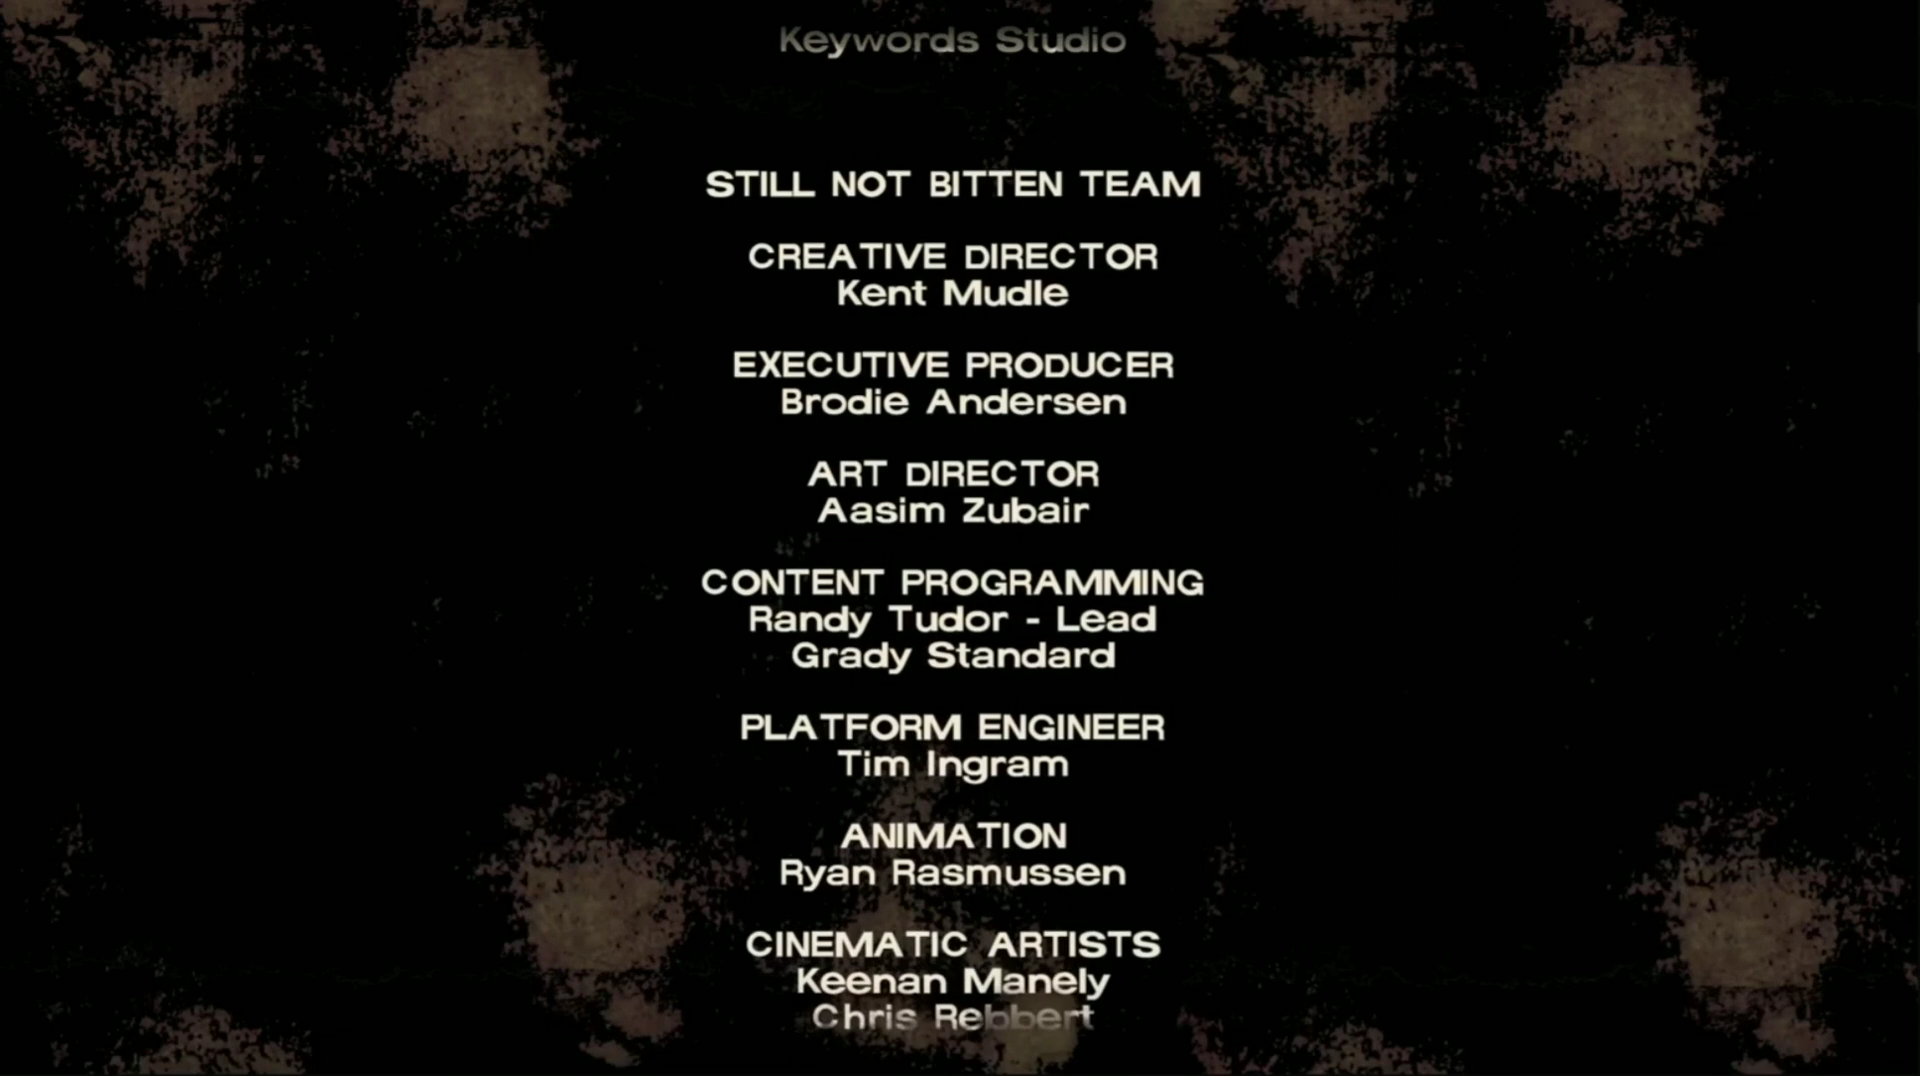 Keywords Studio
STILL NOT BITTEN TEAM
CREATIVE DIRECTOR
Kent Mudle
EXECUTIVE PRODUCER
Brodie Andersen
ART DIRECTOR
Aasim Zubair
CONTENT PROGRAMMING
Randy Tudor - Lead
Grady Standard
PLATFORM ENGINEER
Tim Ingram
ANIMATION
Ryan Rasmussen
CINEMATIC ARTISTS
Keenan Manely
Chris Rebbert